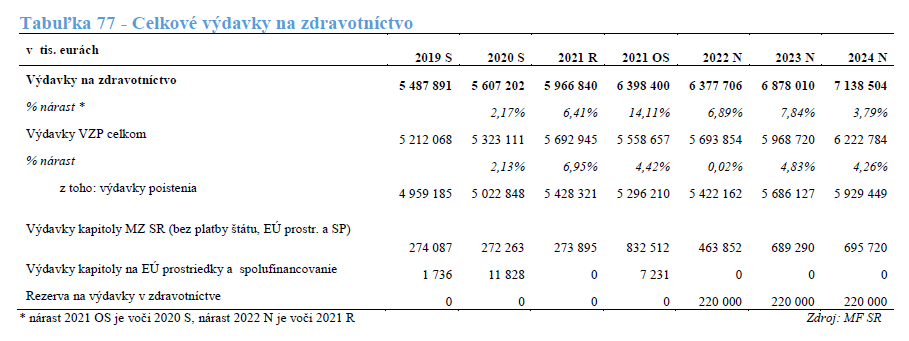 Tabuľka 77 - Celkové výdavky na zdravotníctvo
v tis. eurách 2019 S 2020 S 2021 R 2021 OS 2022 N 2023 N 2024 N
Výdavky na zdravotníctvo 5 487 891 5 607 202 5 966 840 6 398 400 6 377 706 6 878 010 7 138 504
% nárast * 2,17% 6,41% 14,11% 6,89% 7,84% 3,79%
Výdavky VZP celkom 5 212 068 5 323 111 5 692 945 5 558 657 5 693 854 5 968 720 6 222 784
% nárast 2,13% 6,95% 4,42% 0,02% 4,83% 4,26%
z toho: výdavky poistenia 4 959 185 5 022 848 5 428 321 5 296 210 5 422 162 5 686 127 5 929 449
Výdavky kapitoly MZ SR (bez platby štátu, EÚ prostr. a SP)
274 087 272 263 273 895 832 512 463 852 689 290 695 720
Výdavky kapitoly na EÚ prostriedky a spolufinancovanie
1 736 11 828 0 7 231 0 0 0
Rezerva na výdavky v zdravotníctve 0 0 0 0 220 000 220 000 220 000
* nárast 2021 OS je voči 2020 S, nárast 2022 N je voči 2021 R Zdroj: MF SR